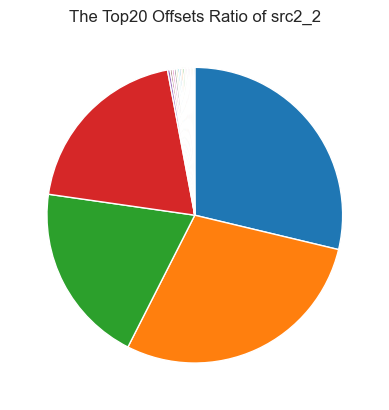 The Top20 Offsets Ratio of src2_2